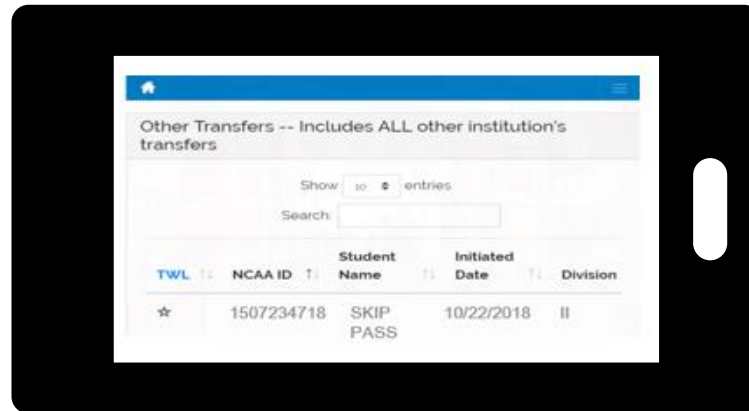 Other Transfers -- Includes ALL other institution's
transfers
Show 10 entries
Search:
TWL NCAA ID Student Name Initiated Date Division
1507234718 SKIP PASS 10/22/2018 II